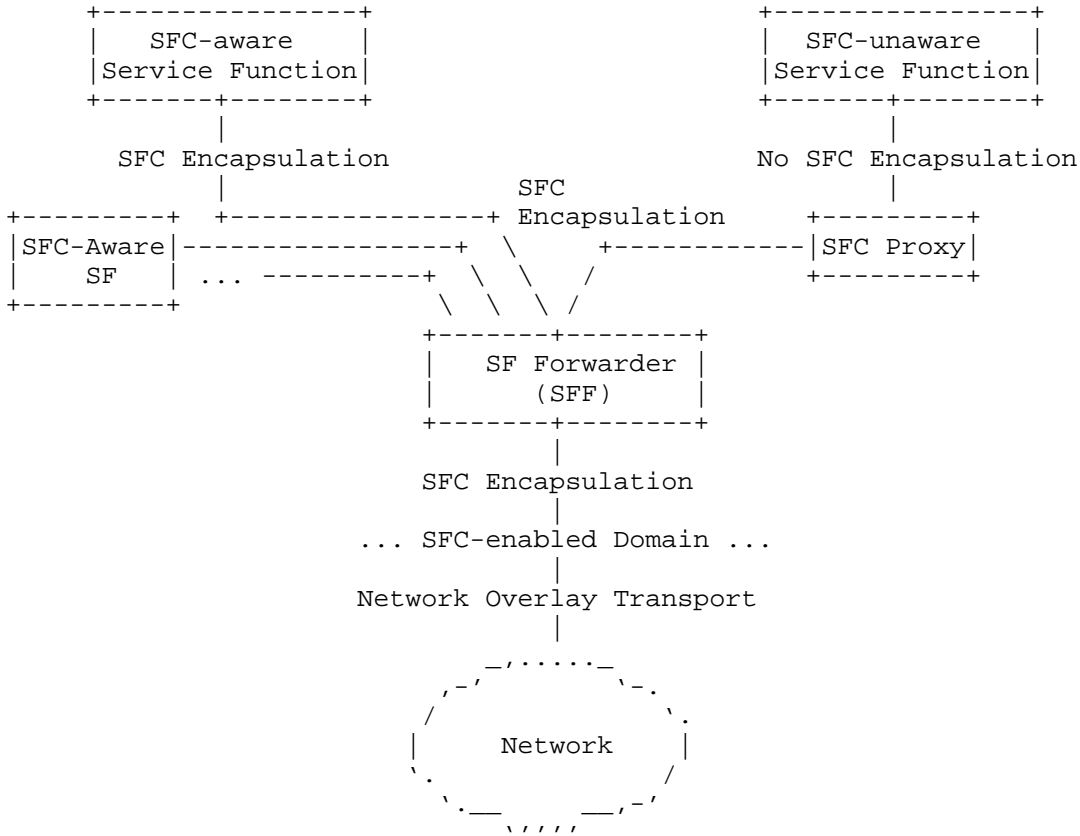 SFC-aware
Service Function
SFC-unaware
Service Function
SFC Encapsulation
No SFC Encapsulation
SFC
Encapsulation
SFC-Aware
SF
...
SFC Proxy
SF Forwarder
(SFF)
SFC Encapsulation
... SFC-enabled Domain ...
Network Overlay Transport
Network